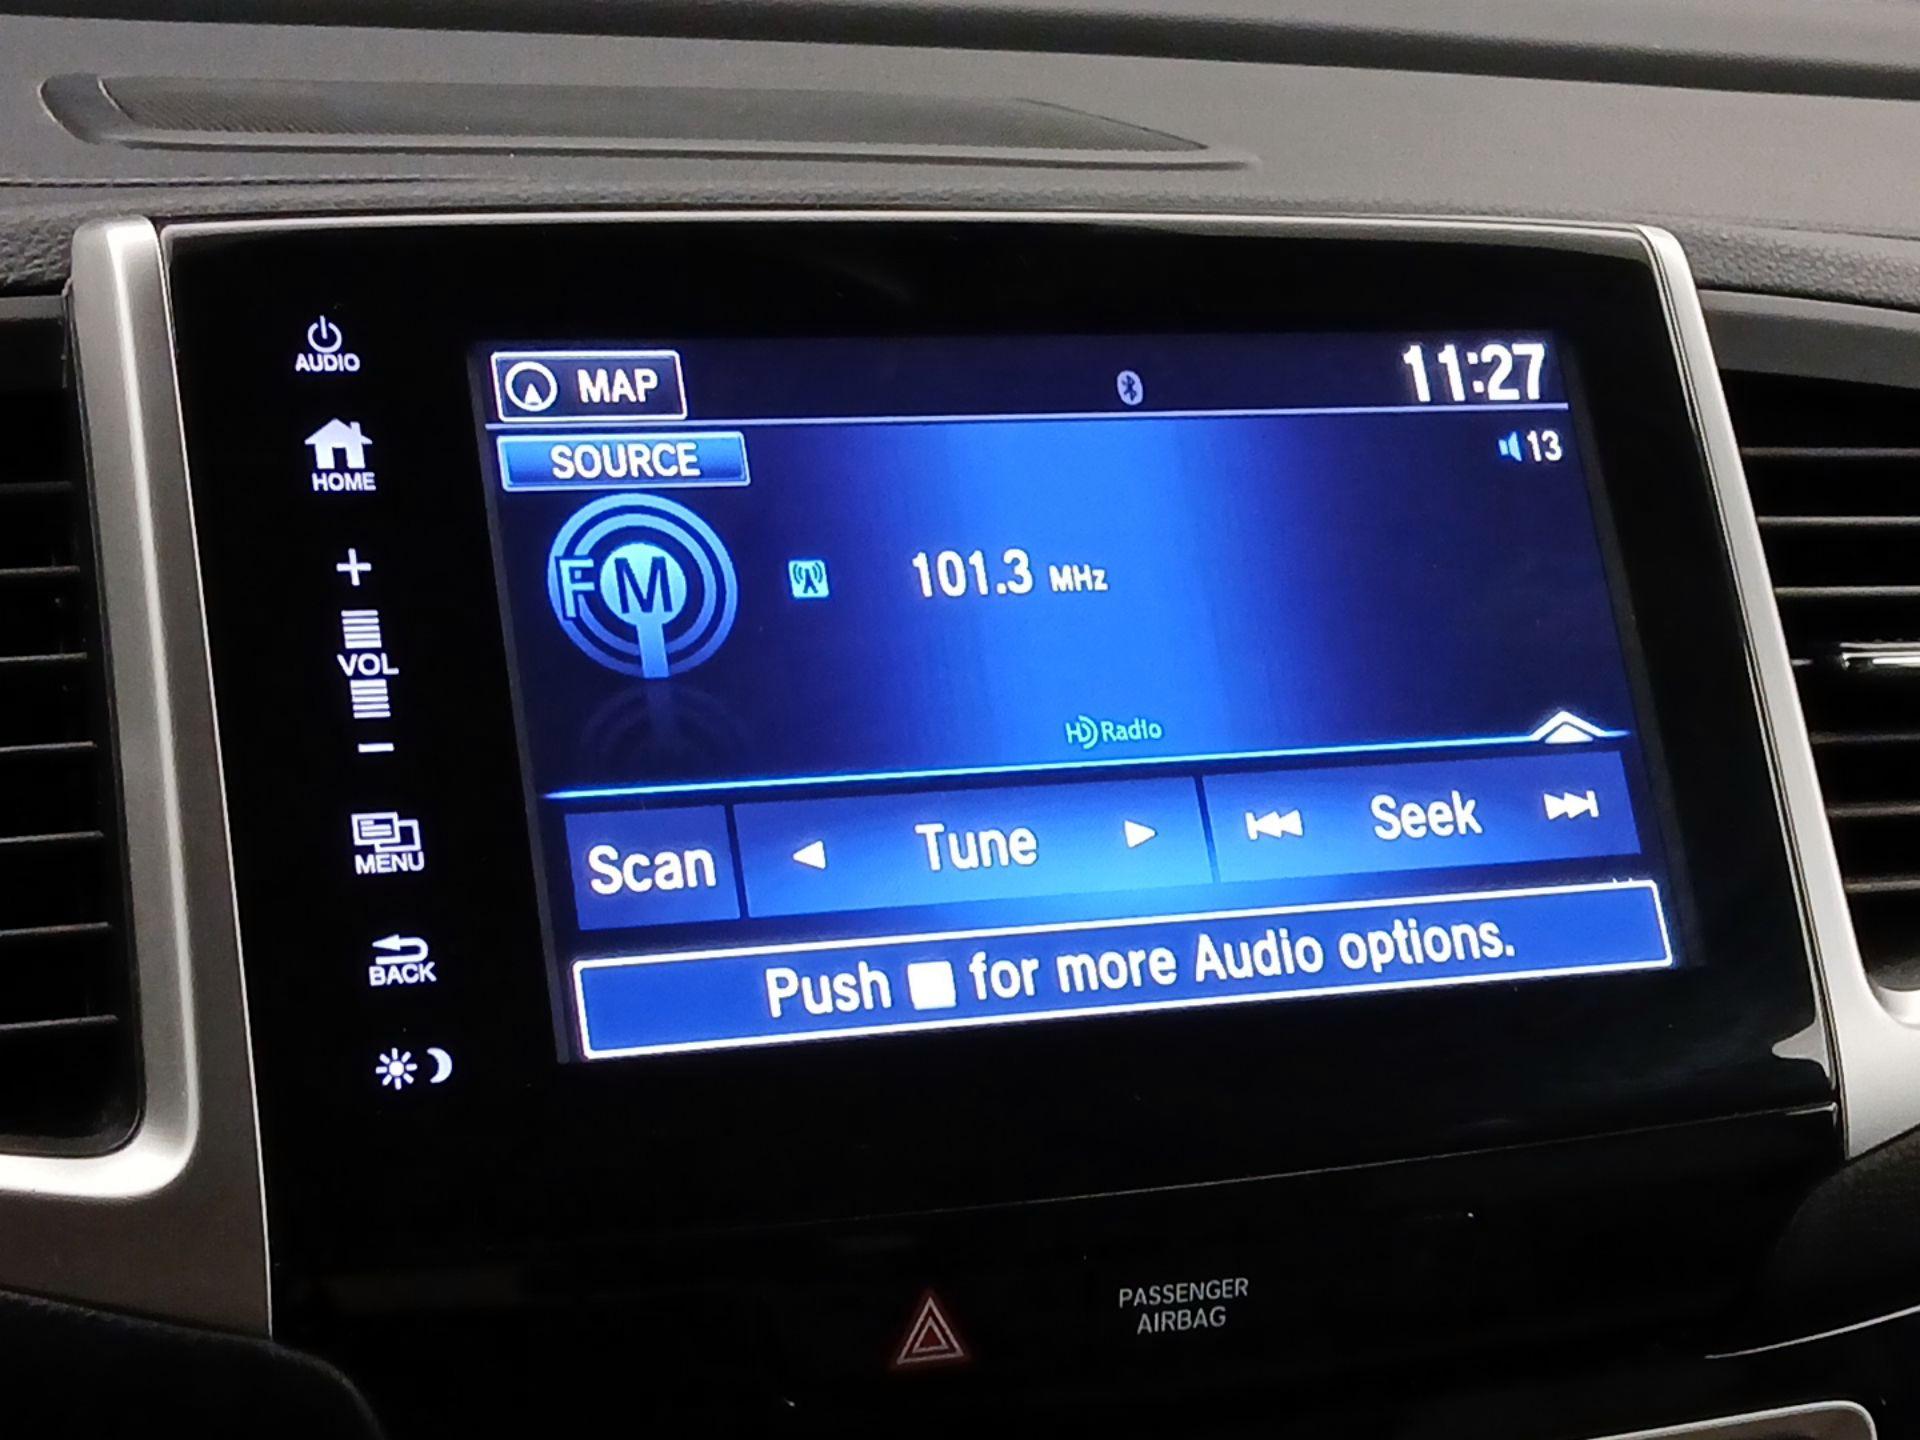 AUDIO
HOME
VOL
MENU
BACK
MAP
11:27
SOURCE
13
FM
101.3 MHz
HD Radio
Scan
Tune
Seek
Push for more Audio options.
PASSENGER
AIRBAG